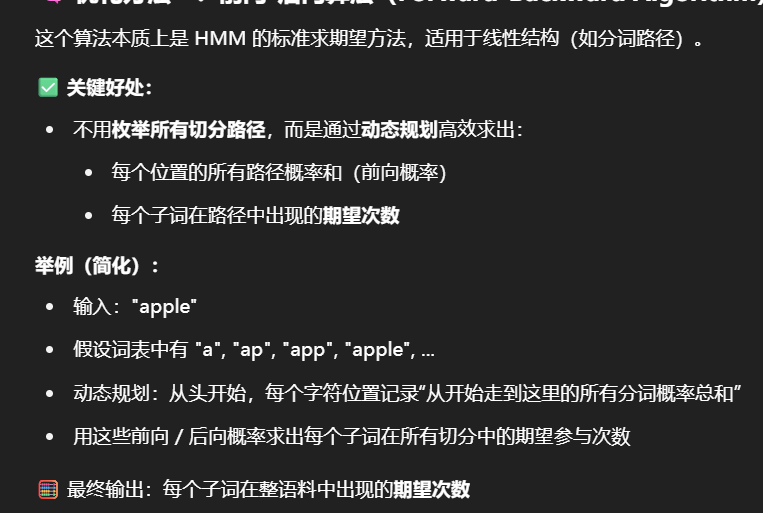 这个算法本质上是 HMM 的标准求期望方法，适用于线性结构（如分词路径）。
✅ 关键好处：
• 不用枚举所有切分路径，而是通过动态规划高效求出：
• 每个位置的所有路径概率和（前向概率）
• 每个子词在路径中出现的期望次数
举例（简化）：
• 输入："apple"
• 假设词表中有 "a", "ap", "app", "apple", ...
• 动态规划：从头开始，每个字符位置记录“从开始走到这里的所有分词概率总和”
• 用这些前向 / 后向概率求出每个子词在所有切分中的期望参与次数
🧮 最终输出：每个子词在整语料中出现的期望次数